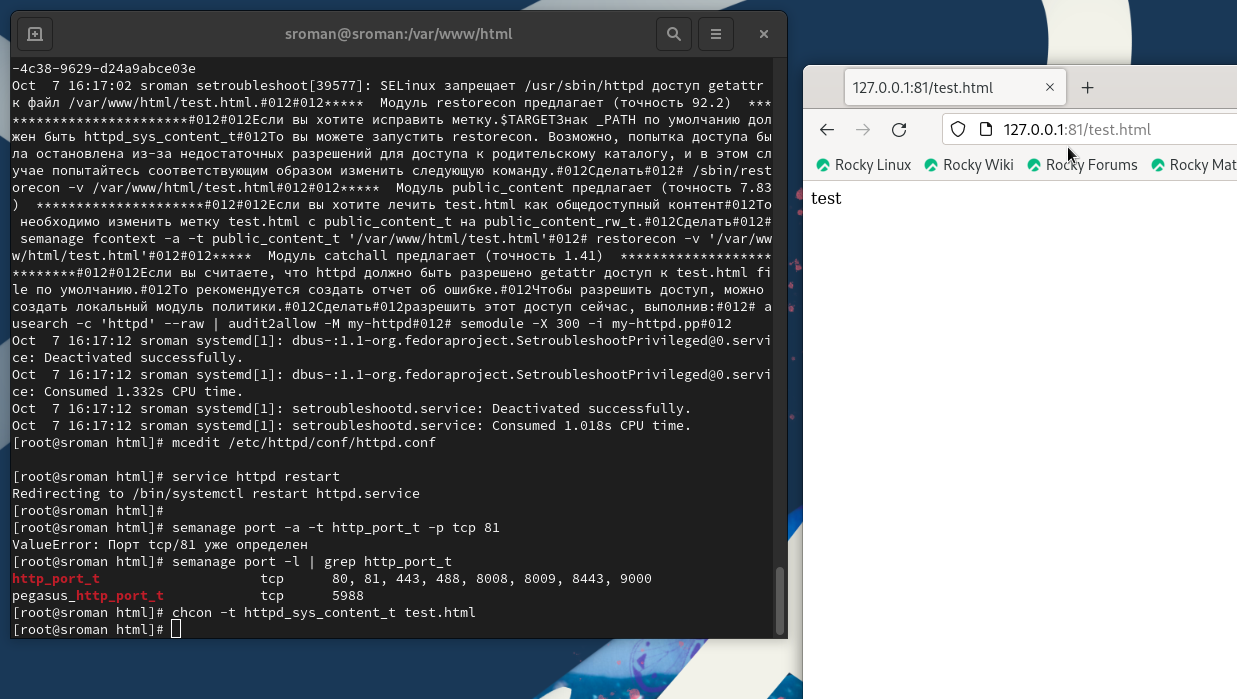 sroman@sroman:/var/www/html
-4c38-9629-d24a9abce03e
Oct  7 16:17:02 sroman setroubleshoot[39577]: SELinux запрещает /usr/sbin/httpd доступ getattr
к файл /var/www/html/test.html.#012#012*****  Модуль restorecon предлагает (точность 92.2)  ***
**********************#012#012Если вы хотите исправить метку.$TARGETЗнак _PATH по умолчанию дол
жен быть httpd_sys_content_t#012То вы можете запустить restorecon. Возможно, попытка доступа бы
ла остановлена из-за недостаточных разрешений для доступа к родительскому каталогу, и в этом сл
учае попытайтесь соответствующим образом изменить следующую команду.#012Сделать#012# /sbin/rest
orecon -v /var/www/html/test.html#012#012*****  Модуль public_content предлагает (точность 7.83
)  *********************#012#012Если вы хотите лечить test.html как общедоступный контент#012То
 необходимо изменить метку test.html с public_content_t на public_content_rw_t.#012Сделать#012#
 semanage fcontext -a -t public_content_t '/var/www/html/test.html'#012# restorecon -v '/var/ww
w/html/test.html'#012#012*****  Модуль catchall предлагает (точность 1.41)  *******************
********#012#012Если вы считаете, что httpd должно быть разрешено getattr доступ к test.html fi
le по умолчанию.#012То рекомендуется создать отчет об ошибке.#012Чтобы разрешить доступ, можно
создать локальный модуль политики.#012Сделать#012разрешить этот доступ сейчас, выполнив:#012# a
usearch -c 'httpd' --raw | audit2allow -M my-httpd#012# semodule -X 300 -i my-httpd.pp#012
Oct  7 16:17:12 sroman systemd[1]: dbus-:1.1-org.fedoraproject.SetroubleshootPrivileged@0.servi
ce: Deactivated successfully.
Oct  7 16:17:12 sroman systemd[1]: dbus-:1.1-org.fedoraproject.SetroubleshootPrivileged@0.servi
ce: Consumed 1.332s CPU time.
Oct  7 16:17:12 sroman systemd[1]: setroubleshootd.service: Deactivated successfully.
Oct  7 16:17:12 sroman systemd[1]: setroubleshootd.service: Consumed 1.018s CPU time.
[root@sroman html]# mcedit /etc/httpd/conf/httpd.conf
[root@sroman html]# service httpd restart
Redirecting to /bin/systemctl restart httpd.service
[root@sroman html]#
[root@sroman html]# semanage port -a -t http_port_t -p tcp 81
ValueError: Порт tcp/81 уже определен
[root@sroman html]# semanage port -l | grep http_port_t
http_port_t                    tcp      80, 81, 443, 488, 8008, 8009, 8443, 9000
pegasus_http_port_t            tcp      5988
[root@sroman html]# chcon -t httpd_sys_content_t test.html
[root@sroman html]#
127.0.0.1:81/test.html
127.0.0.1:81/test.html
Rocky Linux Rocky Wiki Rocky Forums Rocky Mat
test